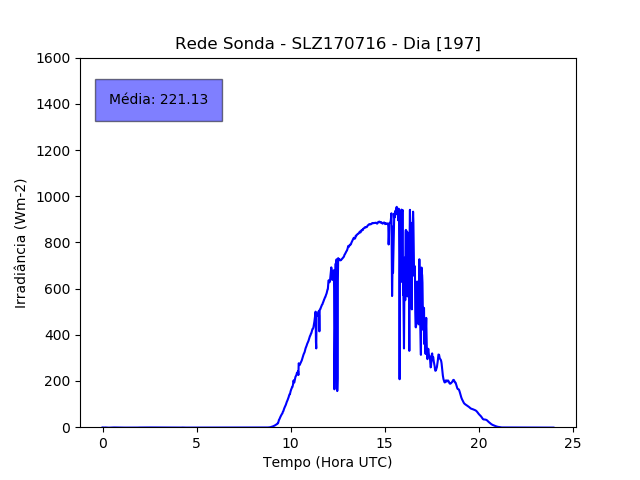 Rede Sonda - SLZ170716 - Dia [197]
1600
1400
1200
1000
800
600
400
200
0
Média: 221.13
Irradiância (Wm-2)
0 5 10 15 20 25
Tempo (Hora UTC)